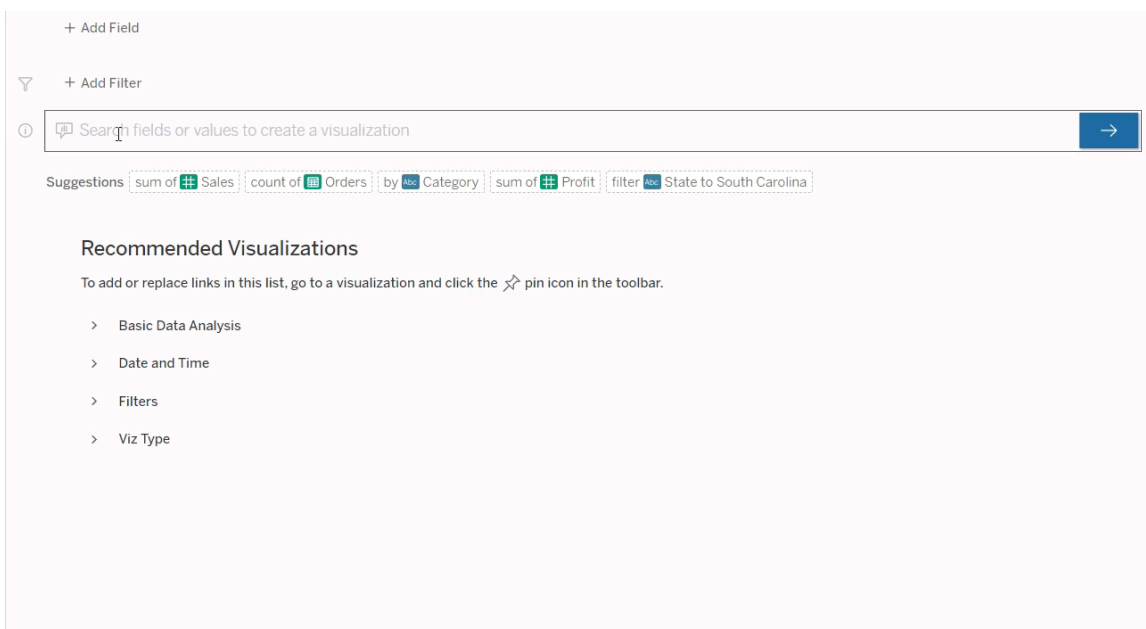 + Add Field
+ Add Filter
Search fields or values to create a visualization
Suggestions sum of Sales count of Orders by Abc Category sum of Profit filter Abc State to South Carolina
Recommended Visualizations
To add or replace links in this list, go to a visualization and click the pin icon in the toolbar.
Basic Data Analysis
Date and Time
Filters
Viz Type